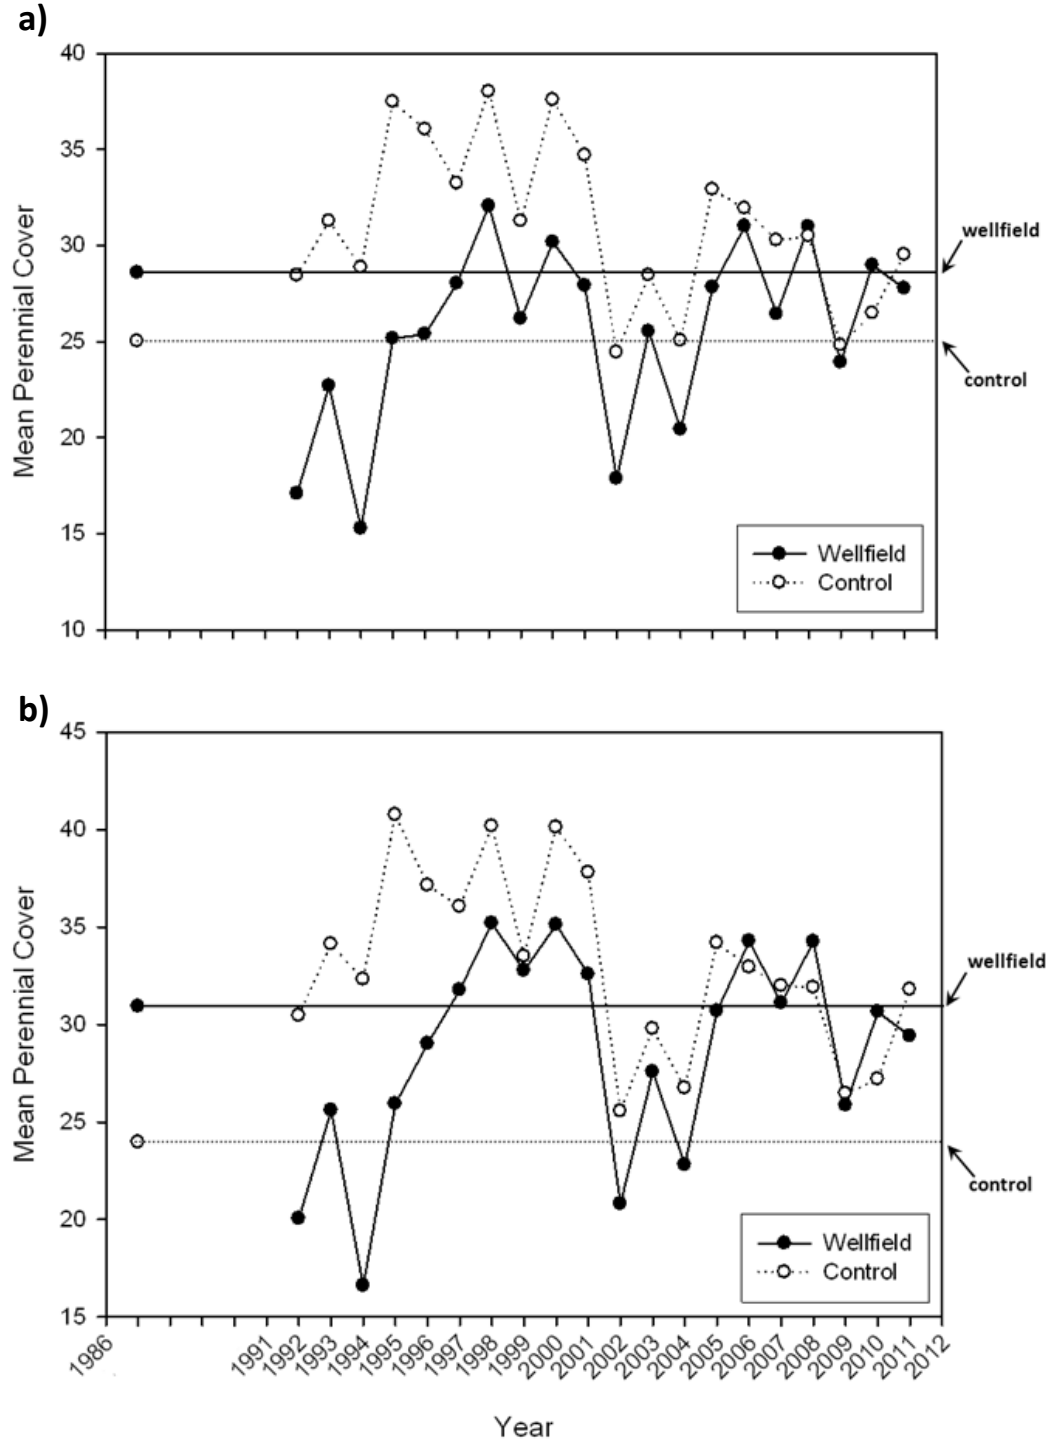 a)
40
35
30
25
20
15
10
Mean Perennial Cover
wellfield
control
Wellfield
Control
b)
45
40
35
30
25
20
15
Mean Perennial Cover
wellfield
control
Wellfield
Control
1986 1991 1992 1993 1994 1995 1996 1997 1998 1999 2000 2001 2002 2003 2004 2005 2006 2007 2008 2009 2010 2011 2012
Year